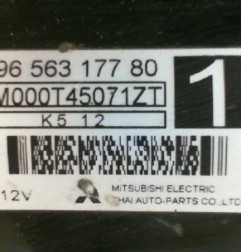 96 563 177 80
1
M000T45071ZT
K5 12
12V
MITSUBISHI ELECTRIC
THAI AUTO-PARTS CO.,LTD